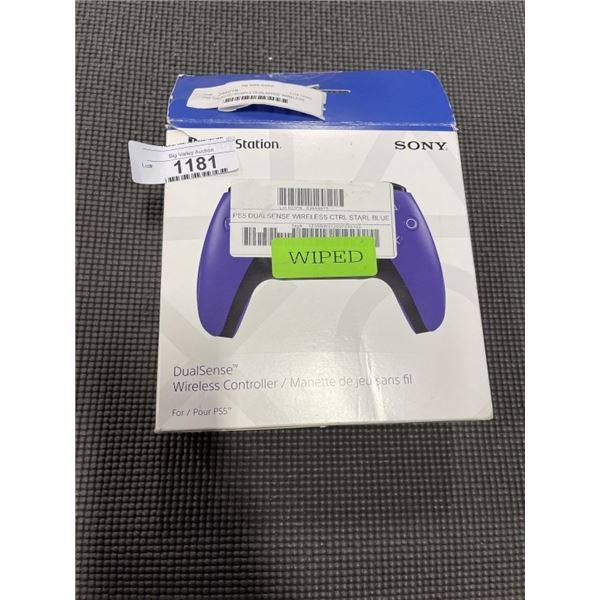 Big Valley Auction
Lot#
1181
Station.
SONY
PS5 DUALSENSE WIRELESS CTRL STARL BLUE
WIPED
DualSense™
Wireless Controller / Manette de jeu sans fil
For / Pour PS5™